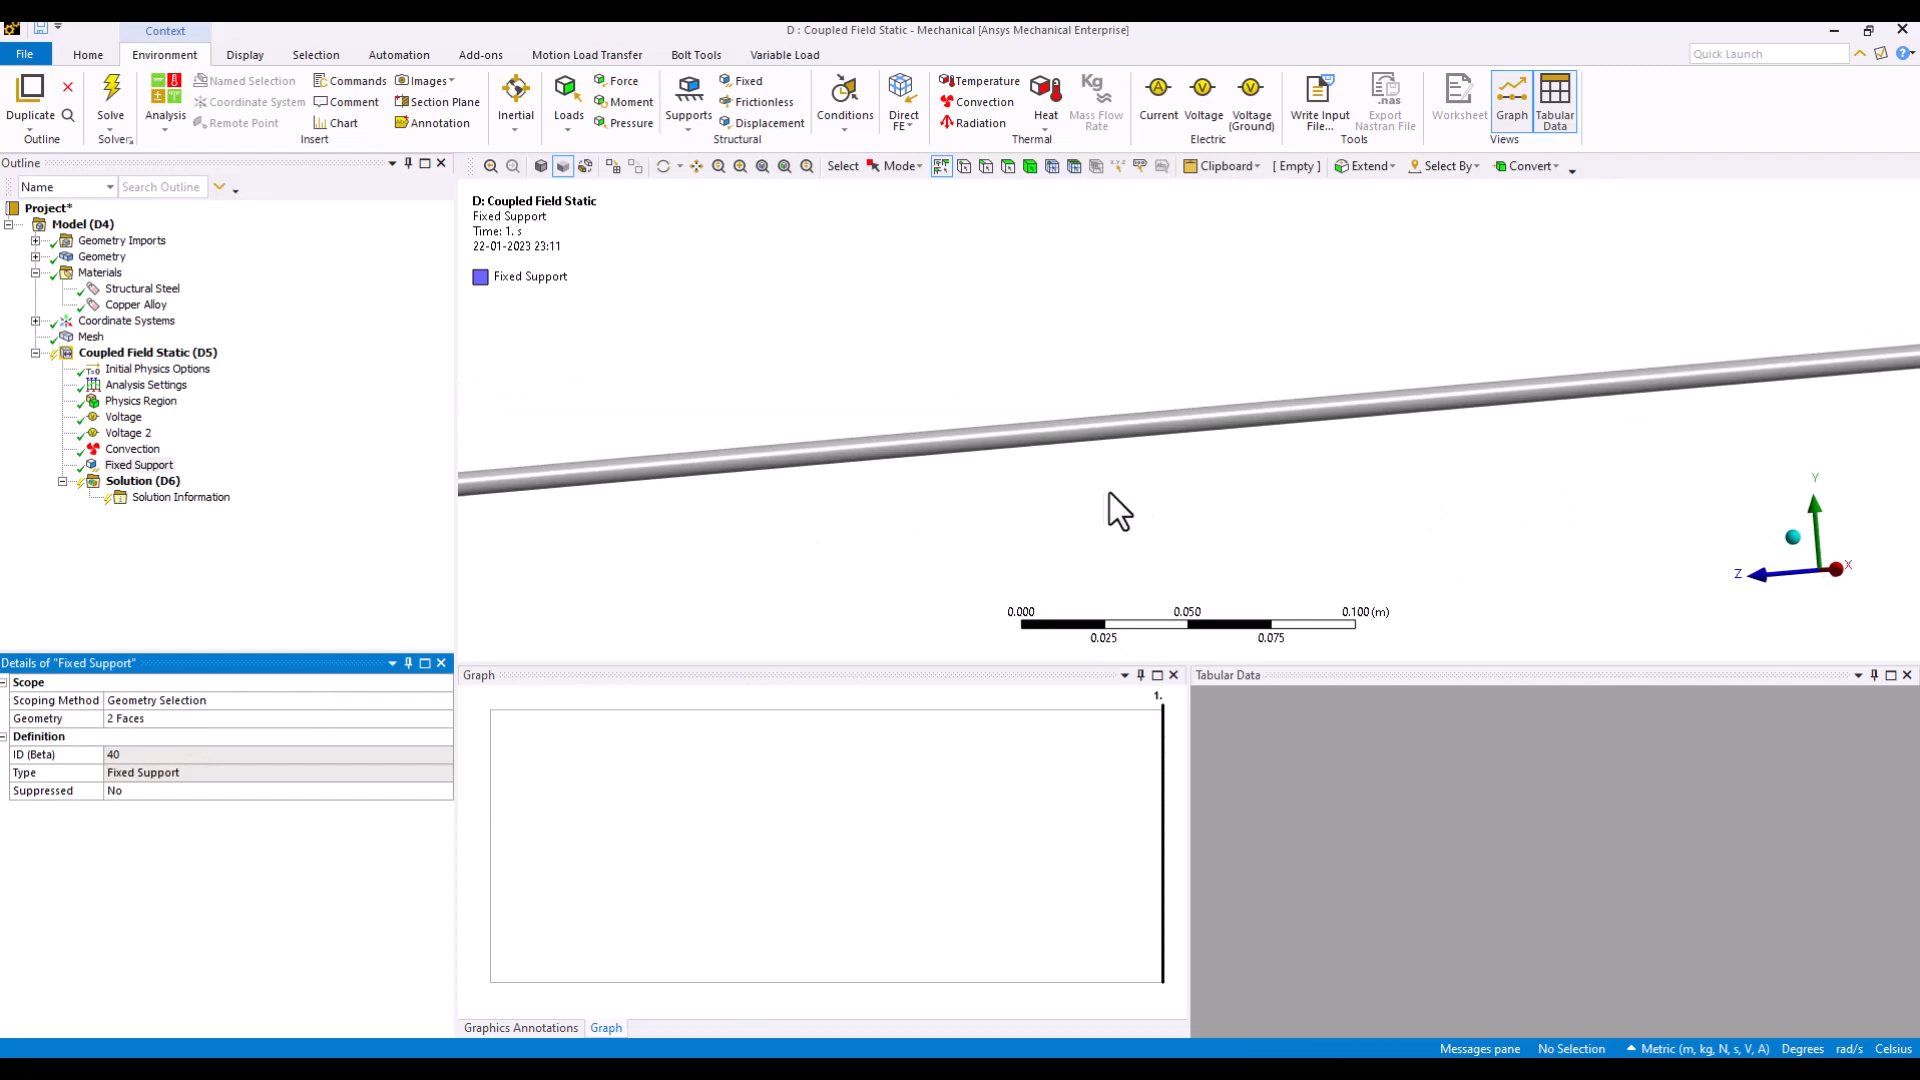 Context
D : Coupled Field Static - Mechanical [Ansys Mechanical Enterprise]
File
Home
Environment
Display
Selection
Automation
Add-ons
Motion Load Transfer
Bolt Tools
Variable Load
Quick Launch
Duplicate
Outline
Solve
Solver
Analysis
Named Selection
Coordinate System
Remote Point
Commands
Comment
Chart
Images
Section Plane
Annotation
Insert
Inertial
Loads
Force
Moment
Pressure
Supports
Fixed
Frictionless
Displacement
Structural
Conditions
Direct FE
Temperature
Convection
Radiation
Heat
Mass Flow Rate
Thermal
Current
Voltage
Voltage (Ground)
Electric
Write Input File...
Export Nastran File
Tools
Worksheet
Graph
Tabular Data
Views
Outline
Name
Search Outline
Select
Mode
Clipboard
[ Empty ]
Extend
Select By
Convert
Project*
Model (D4)
Geometry Imports
Geometry
Materials
Structural Steel
Copper Alloy
Coordinate Systems
Mesh
Coupled Field Static (D5)
Initial Physics Options
Analysis Settings
Physics Region
Voltage
Voltage 2
Convection
Fixed Support
Solution (D6)
Solution Information
D: Coupled Field Static
Fixed Support
Time: 1. s
22-01-2023 23:11
Fixed Support
Y
Z
X
0.000
0.050
0.100 (m)
0.025
0.075
Details of "Fixed Support"
Scope
Scoping Method Geometry Selection
Geometry 2 Faces
Definition
ID (Beta) 40
Type Fixed Support
Suppressed No
Graph
1.
Graphics Annotations
Graph
Tabular Data
Messages pane
No Selection
Metric (m, kg, N, s, V, A)
Degrees
rad/s
Celsius